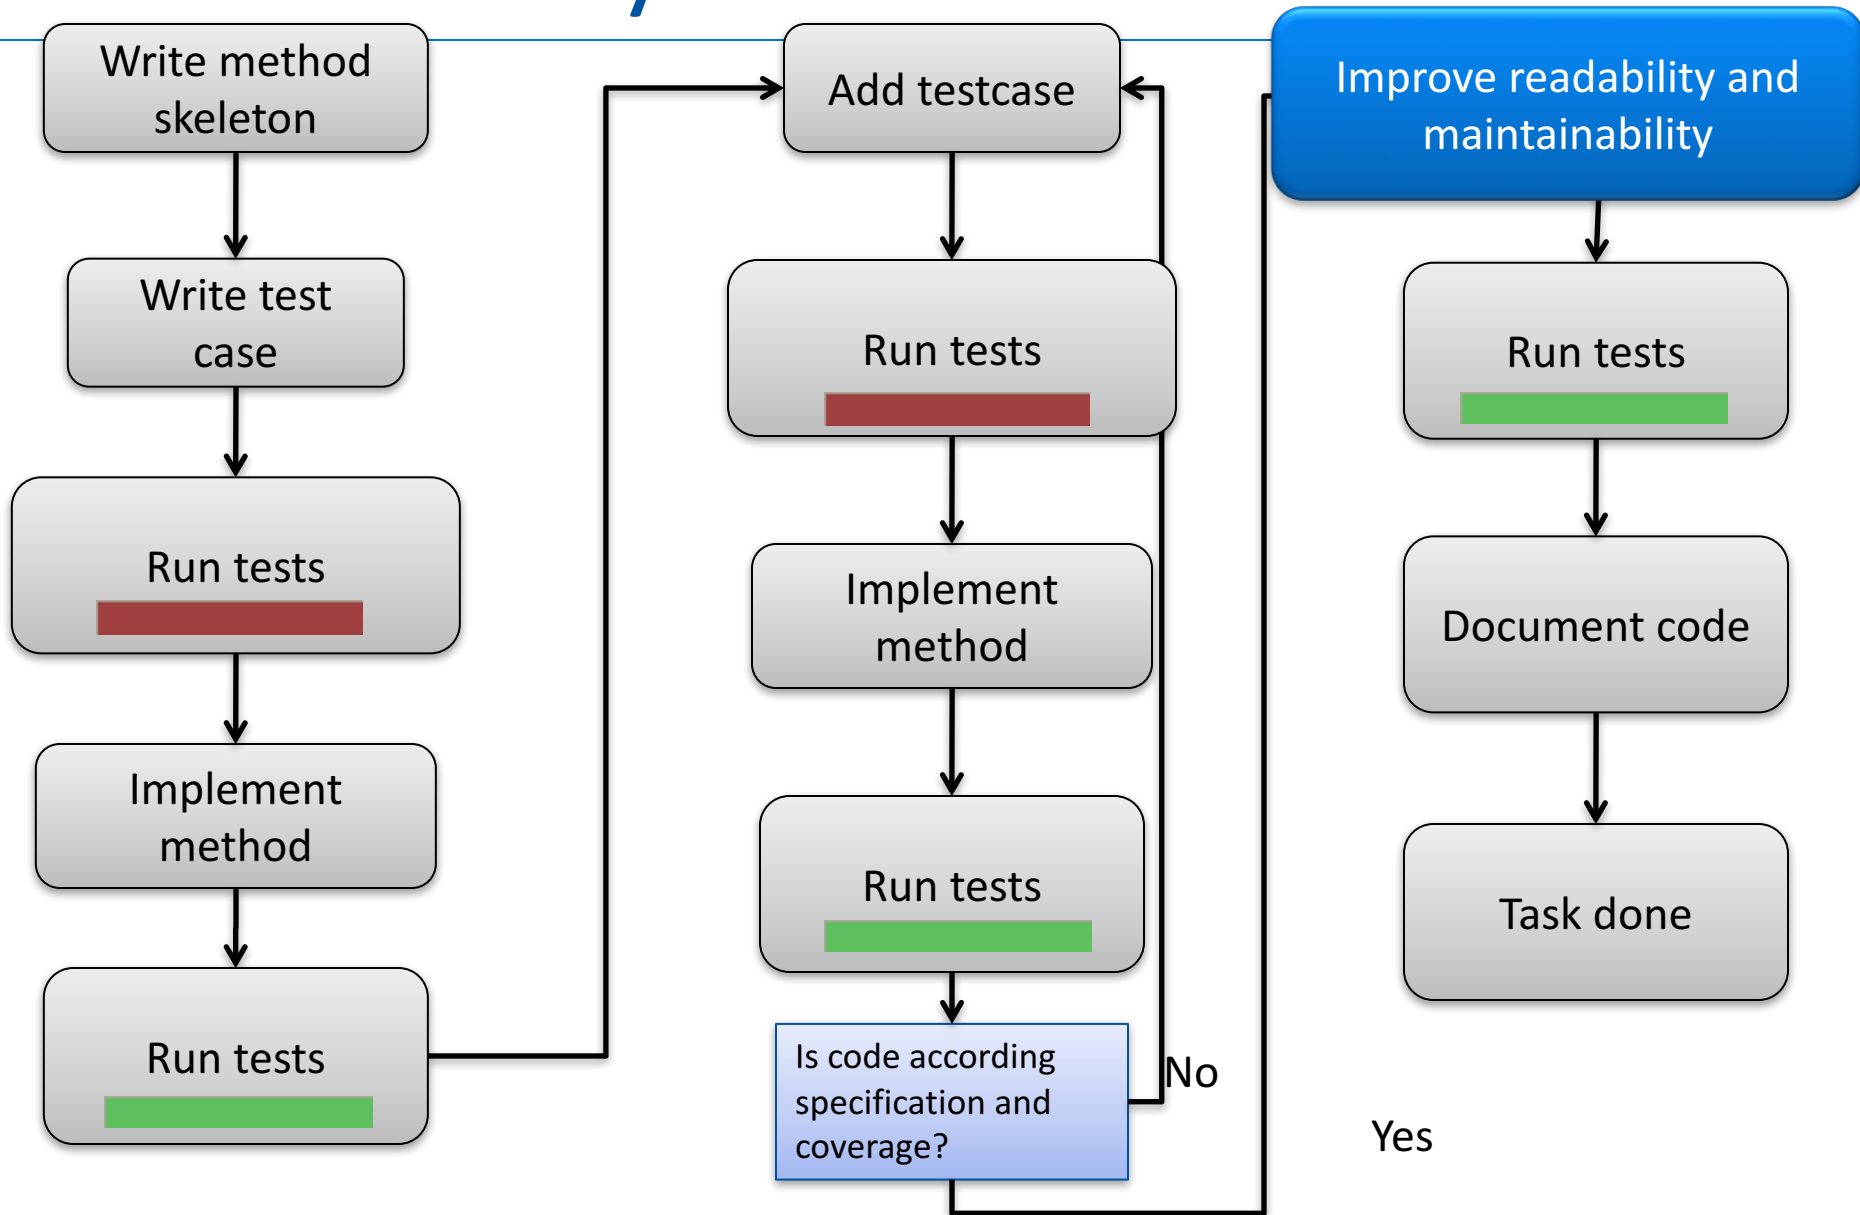 Write method
skeleton
Write test
case
Run tests
Implement
method
Run tests
Add testcase
Run tests
Implement
method
Run tests
Is code according
specification and
coverage?
No
Yes
Improve readability and
maintainability
Run tests
Document code
Task done